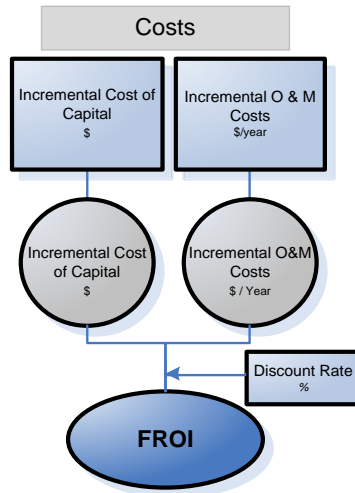 Costs
Incremental Cost of
Capital
$
Incremental O & M
Costs
$/year
Incremental Cost
of Capital
$
Incremental O&M
Costs
$ / Year
Discount Rate
%
FROI